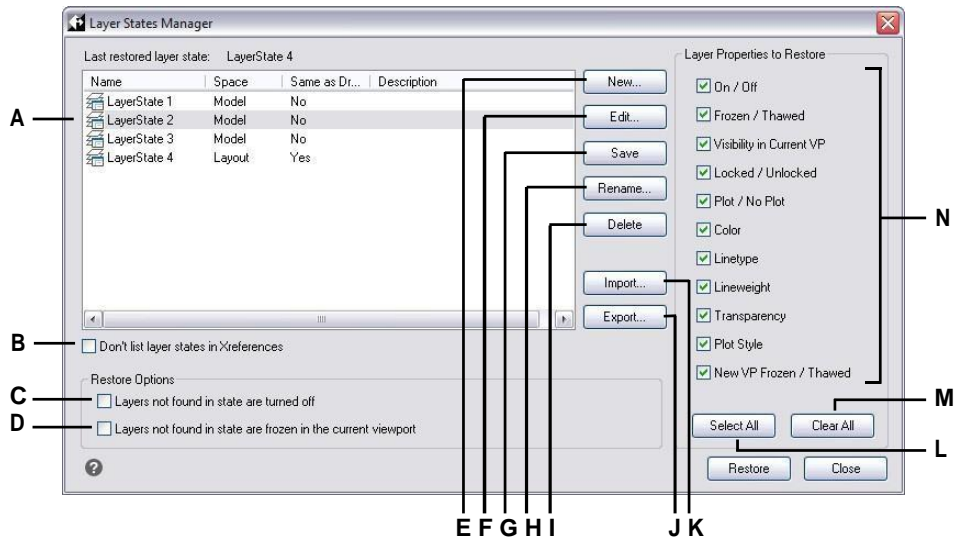 Layer States Manager
Last restored layer state: LayerState 4
Name Space Same as Dr... Description
LayerState 1 Model No
LayerState 2 Model No
LayerState 3 Model No
LayerState 4 Layout Yes
New...
Edit...
Save
Rename...
Delete
Import...
Export...
Don't list layer states in Xreferences
Restore Options
Layers not found in state are turned off
Layers not found in state are frozen in the current viewport
Layer Properties to Restore
On / Off
Frozen / Thawed
Visibility in Current VP
Locked / Unlocked
Plot / No Plot
Color
Linetype
Lineweight
Transparency
Plot Style
New VP Frozen / Thawed
Select All Clear All
Restore Close
?
A
B
C
D
E F G H I J K
L
M
N